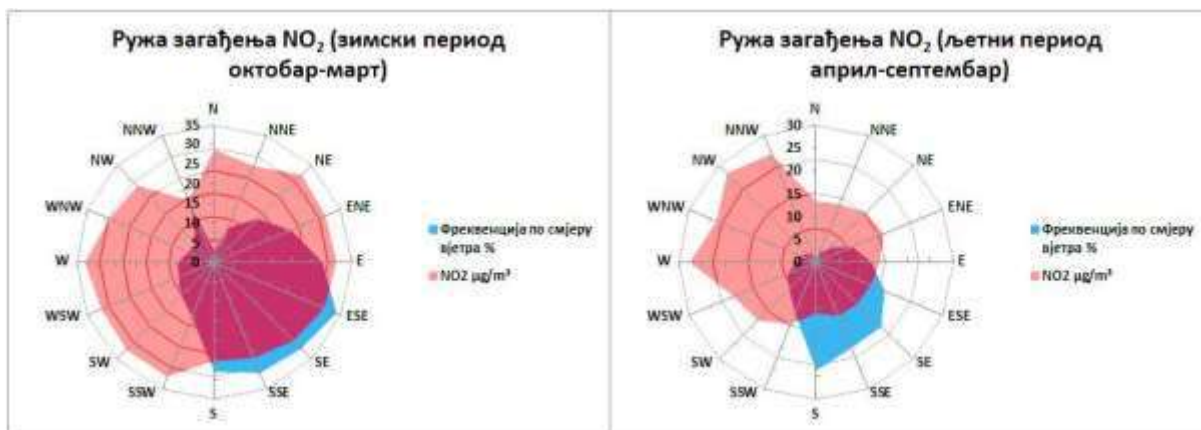 Ружа загађења NO₂ (зимски период
октобар-март)
N
NNE
NE
ENE
E
ESE
SE
SSE
S
SSW
SW
WSW
W
WNW
NW
NNW
35
30
25
20
15
10
5
0
Фреквенција по смјеру
вјетра %
NO2 µg/m³
Ружа загађења NO₂ (љетни период
април-септембар)
N
NNE
NE
ENE
E
ESE
SE
SSE
S
SSW
SW
WSW
W
WNW
NW
NNW
30
25
20
15
10
5
0
Фреквенција по смјеру
вјетра %
NO2 µg/m³